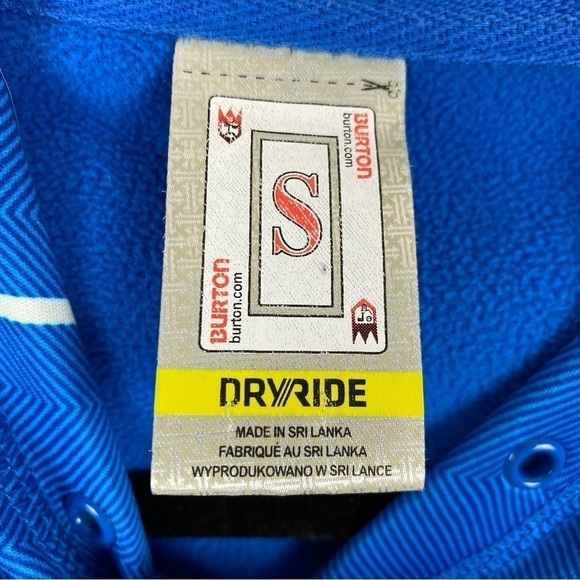 BURTON
burton.com
S
BURTON
burton.com
DRYRIDE
MADE IN SRI LANKA
FABRIQUÉ AU SRI LANKA
WYPRODUKOWANO W SRI LANCE